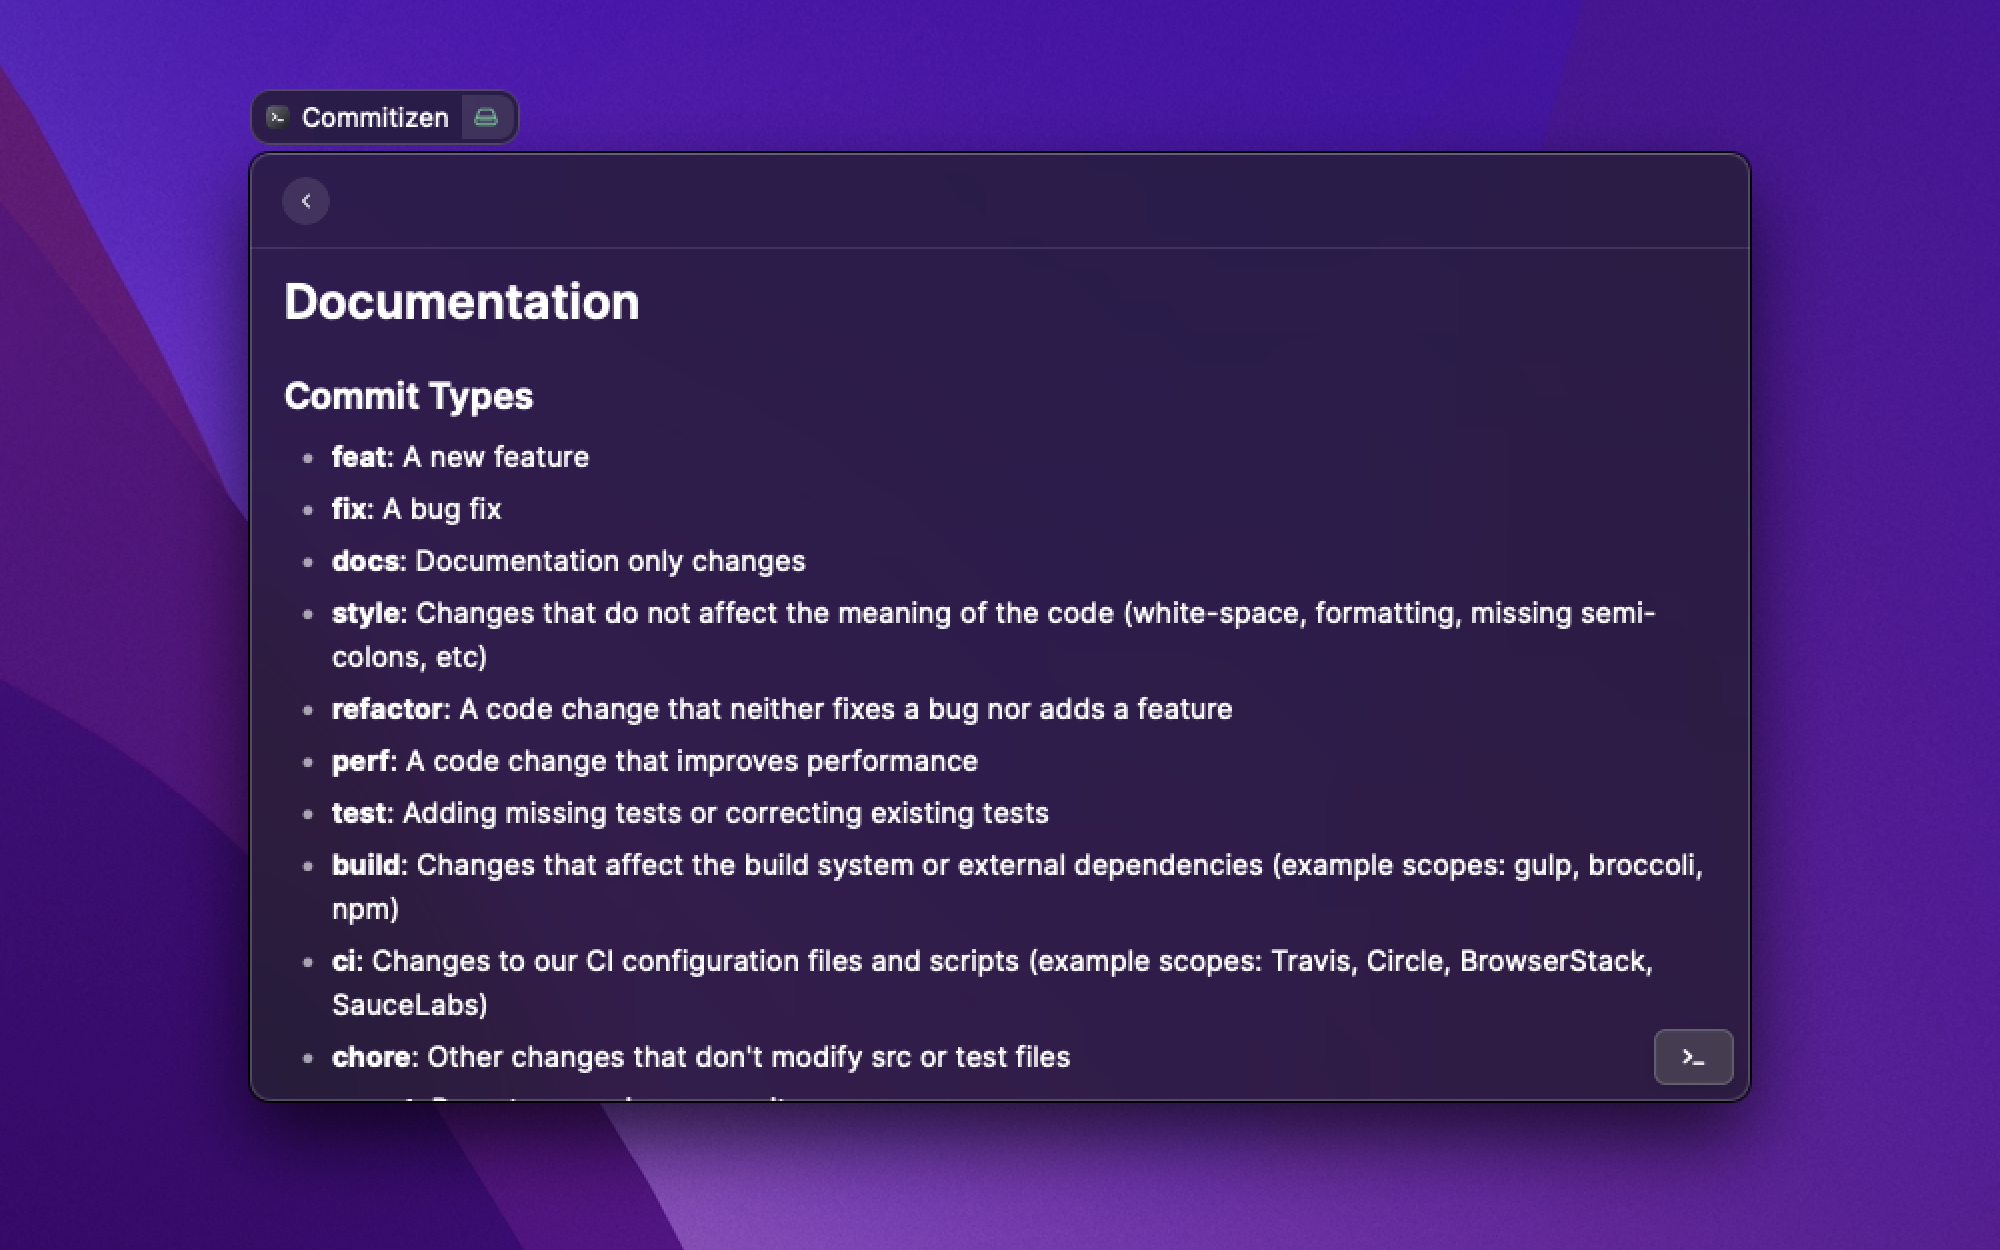 Commitizen
Documentation
Commit Types
feat: A new feature
fix: A bug fix
docs: Documentation only changes
style: Changes that do not affect the meaning of the code (white-space, formatting, missing semi-
colons, etc)
refactor: A code change that neither fixes a bug nor adds a feature
perf: A code change that improves performance
test: Adding missing tests or correcting existing tests
build: Changes that affect the build system or external dependencies (example scopes: gulp, broccoli,
npm)
ci: Changes to our CI configuration files and scripts (example scopes: Travis, Circle, BrowserStack,
SauceLabs)
chore: Other changes that don't modify src or test files